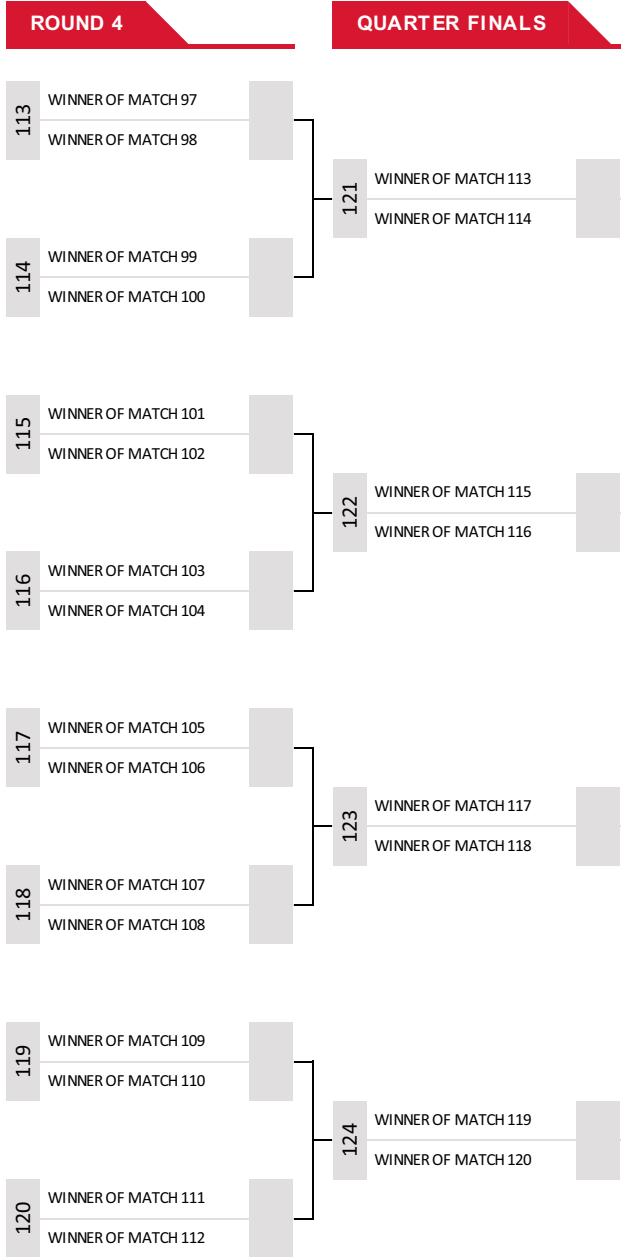 ROUND 4
QUARTER FINALS
113
WINNER OF MATCH 97
WINNER OF MATCH 98
121
WINNER OF MATCH 113
WINNER OF MATCH 114
114
WINNER OF MATCH 99
WINNER OF MATCH 100
115
WINNER OF MATCH 101
WINNER OF MATCH 102
122
WINNER OF MATCH 115
WINNER OF MATCH 116
116
WINNER OF MATCH 103
WINNER OF MATCH 104
117
WINNER OF MATCH 105
WINNER OF MATCH 106
123
WINNER OF MATCH 117
WINNER OF MATCH 118
118
WINNER OF MATCH 107
WINNER OF MATCH 108
119
WINNER OF MATCH 109
WINNER OF MATCH 110
124
WINNER OF MATCH 119
WINNER OF MATCH 120
120
WINNER OF MATCH 111
WINNER OF MATCH 112